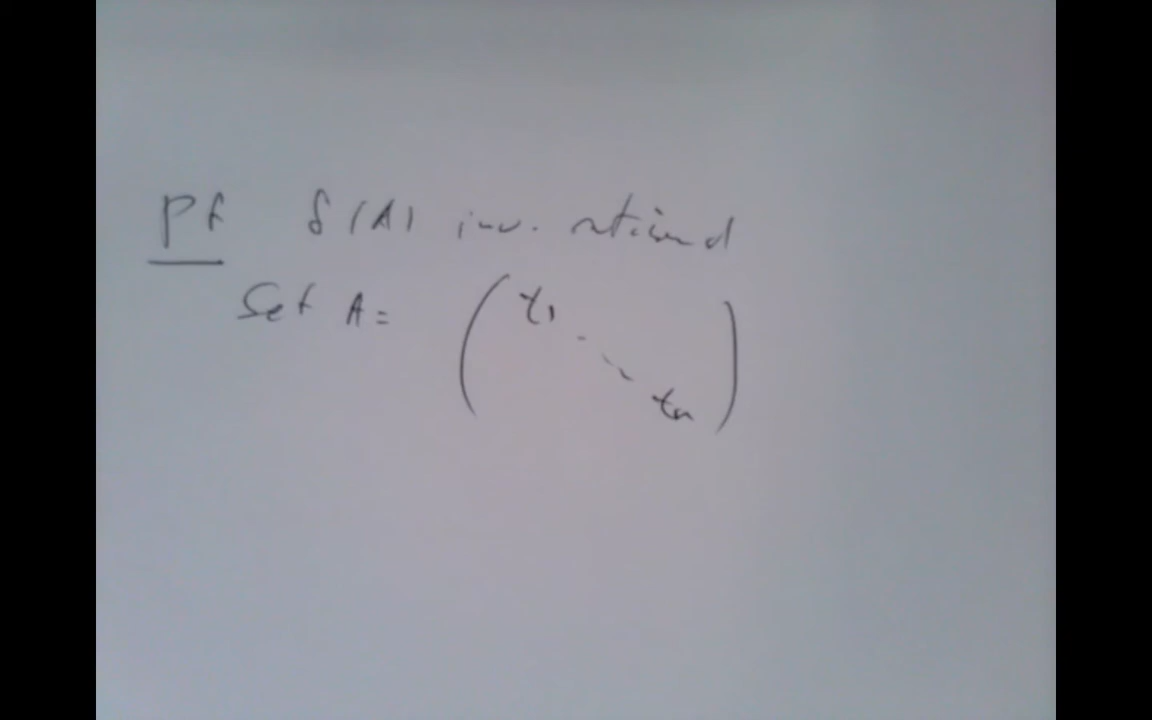 Pf f(A) inv. rational
Set A = ( t₁ ⋱ tₙ )